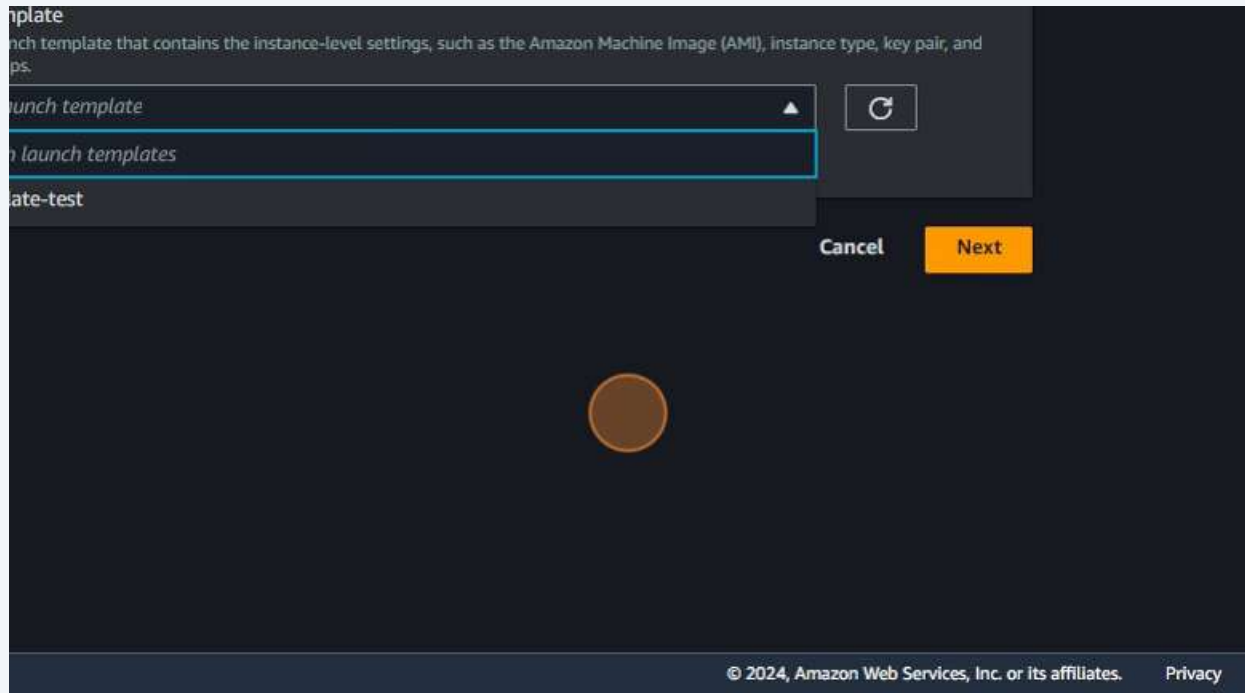 nplate
nch template that contains the instance-level settings, such as the Amazon Machine Image (AMI), instance type, key pair, and
ps.
unch template
n launch templates
late-test
Cancel
Next
© 2024, Amazon Web Services, Inc. or its affiliates.
Privacy